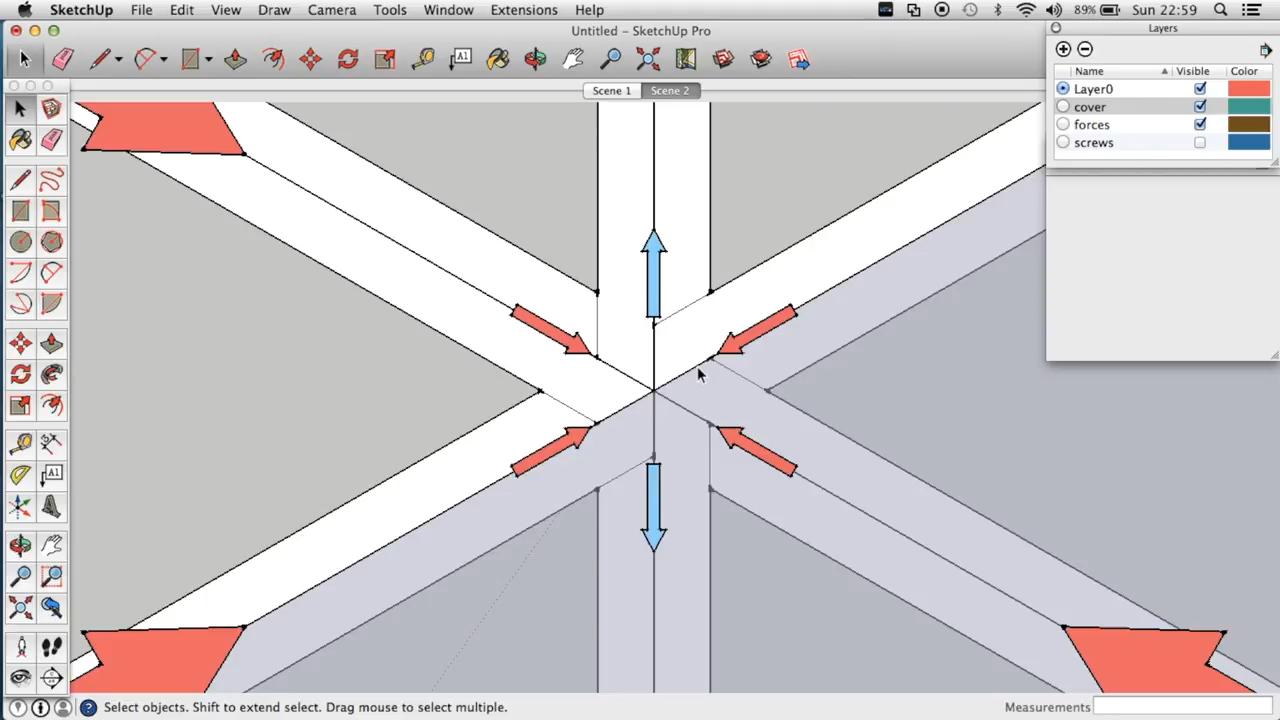 SketchUp File Edit View Draw Camera Tools Window Extensions Help 89% Sun 22:59
Untitled – SketchUp Pro
A1
Scene 1 Scene 2
Layers
Name Visible Color
Layer0
cover
forces
screws
A1
Select objects. Shift to extend select. Drag mouse to select multiple. Measurements